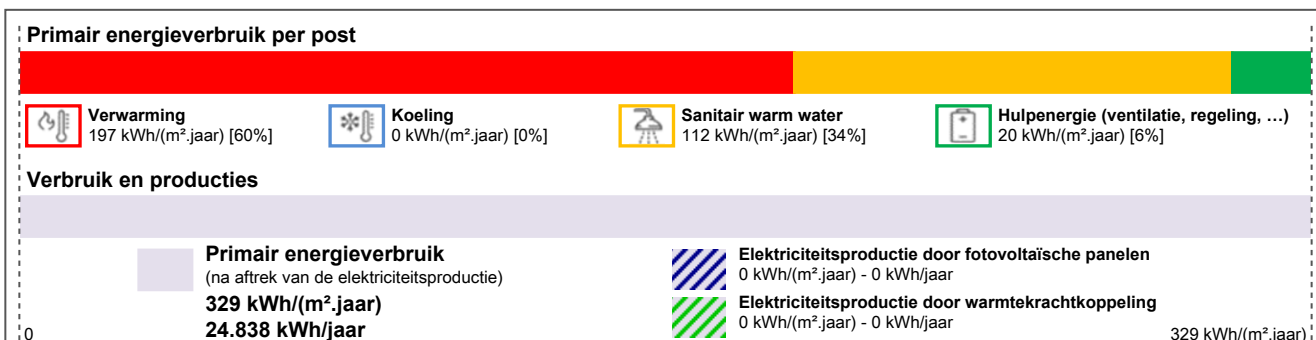 Primair energieverbruik per post
Verwarming
197 kWh/(m².jaar) [60%]
Koeling
0 kWh/(m².jaar) [0%]
Sanitair warm water
112 kWh/(m².jaar) [34%]
Hulpenergie (ventilatie, regeling, …)
20 kWh/(m².jaar) [6%]
Verbruik en producties
Primair energieverbruik
(na aftrek van de elektriciteitsproductie)
329 kWh/(m².jaar)
24.838 kWh/jaar
Elektriciteitsproductie door fotovoltaïsche panelen
0 kWh/(m².jaar) - 0 kWh/jaar
Elektriciteitsproductie door warmtekrachtkoppeling
0 kWh/(m².jaar) - 0 kWh/jaar
0
329 kWh/(m².jaar)